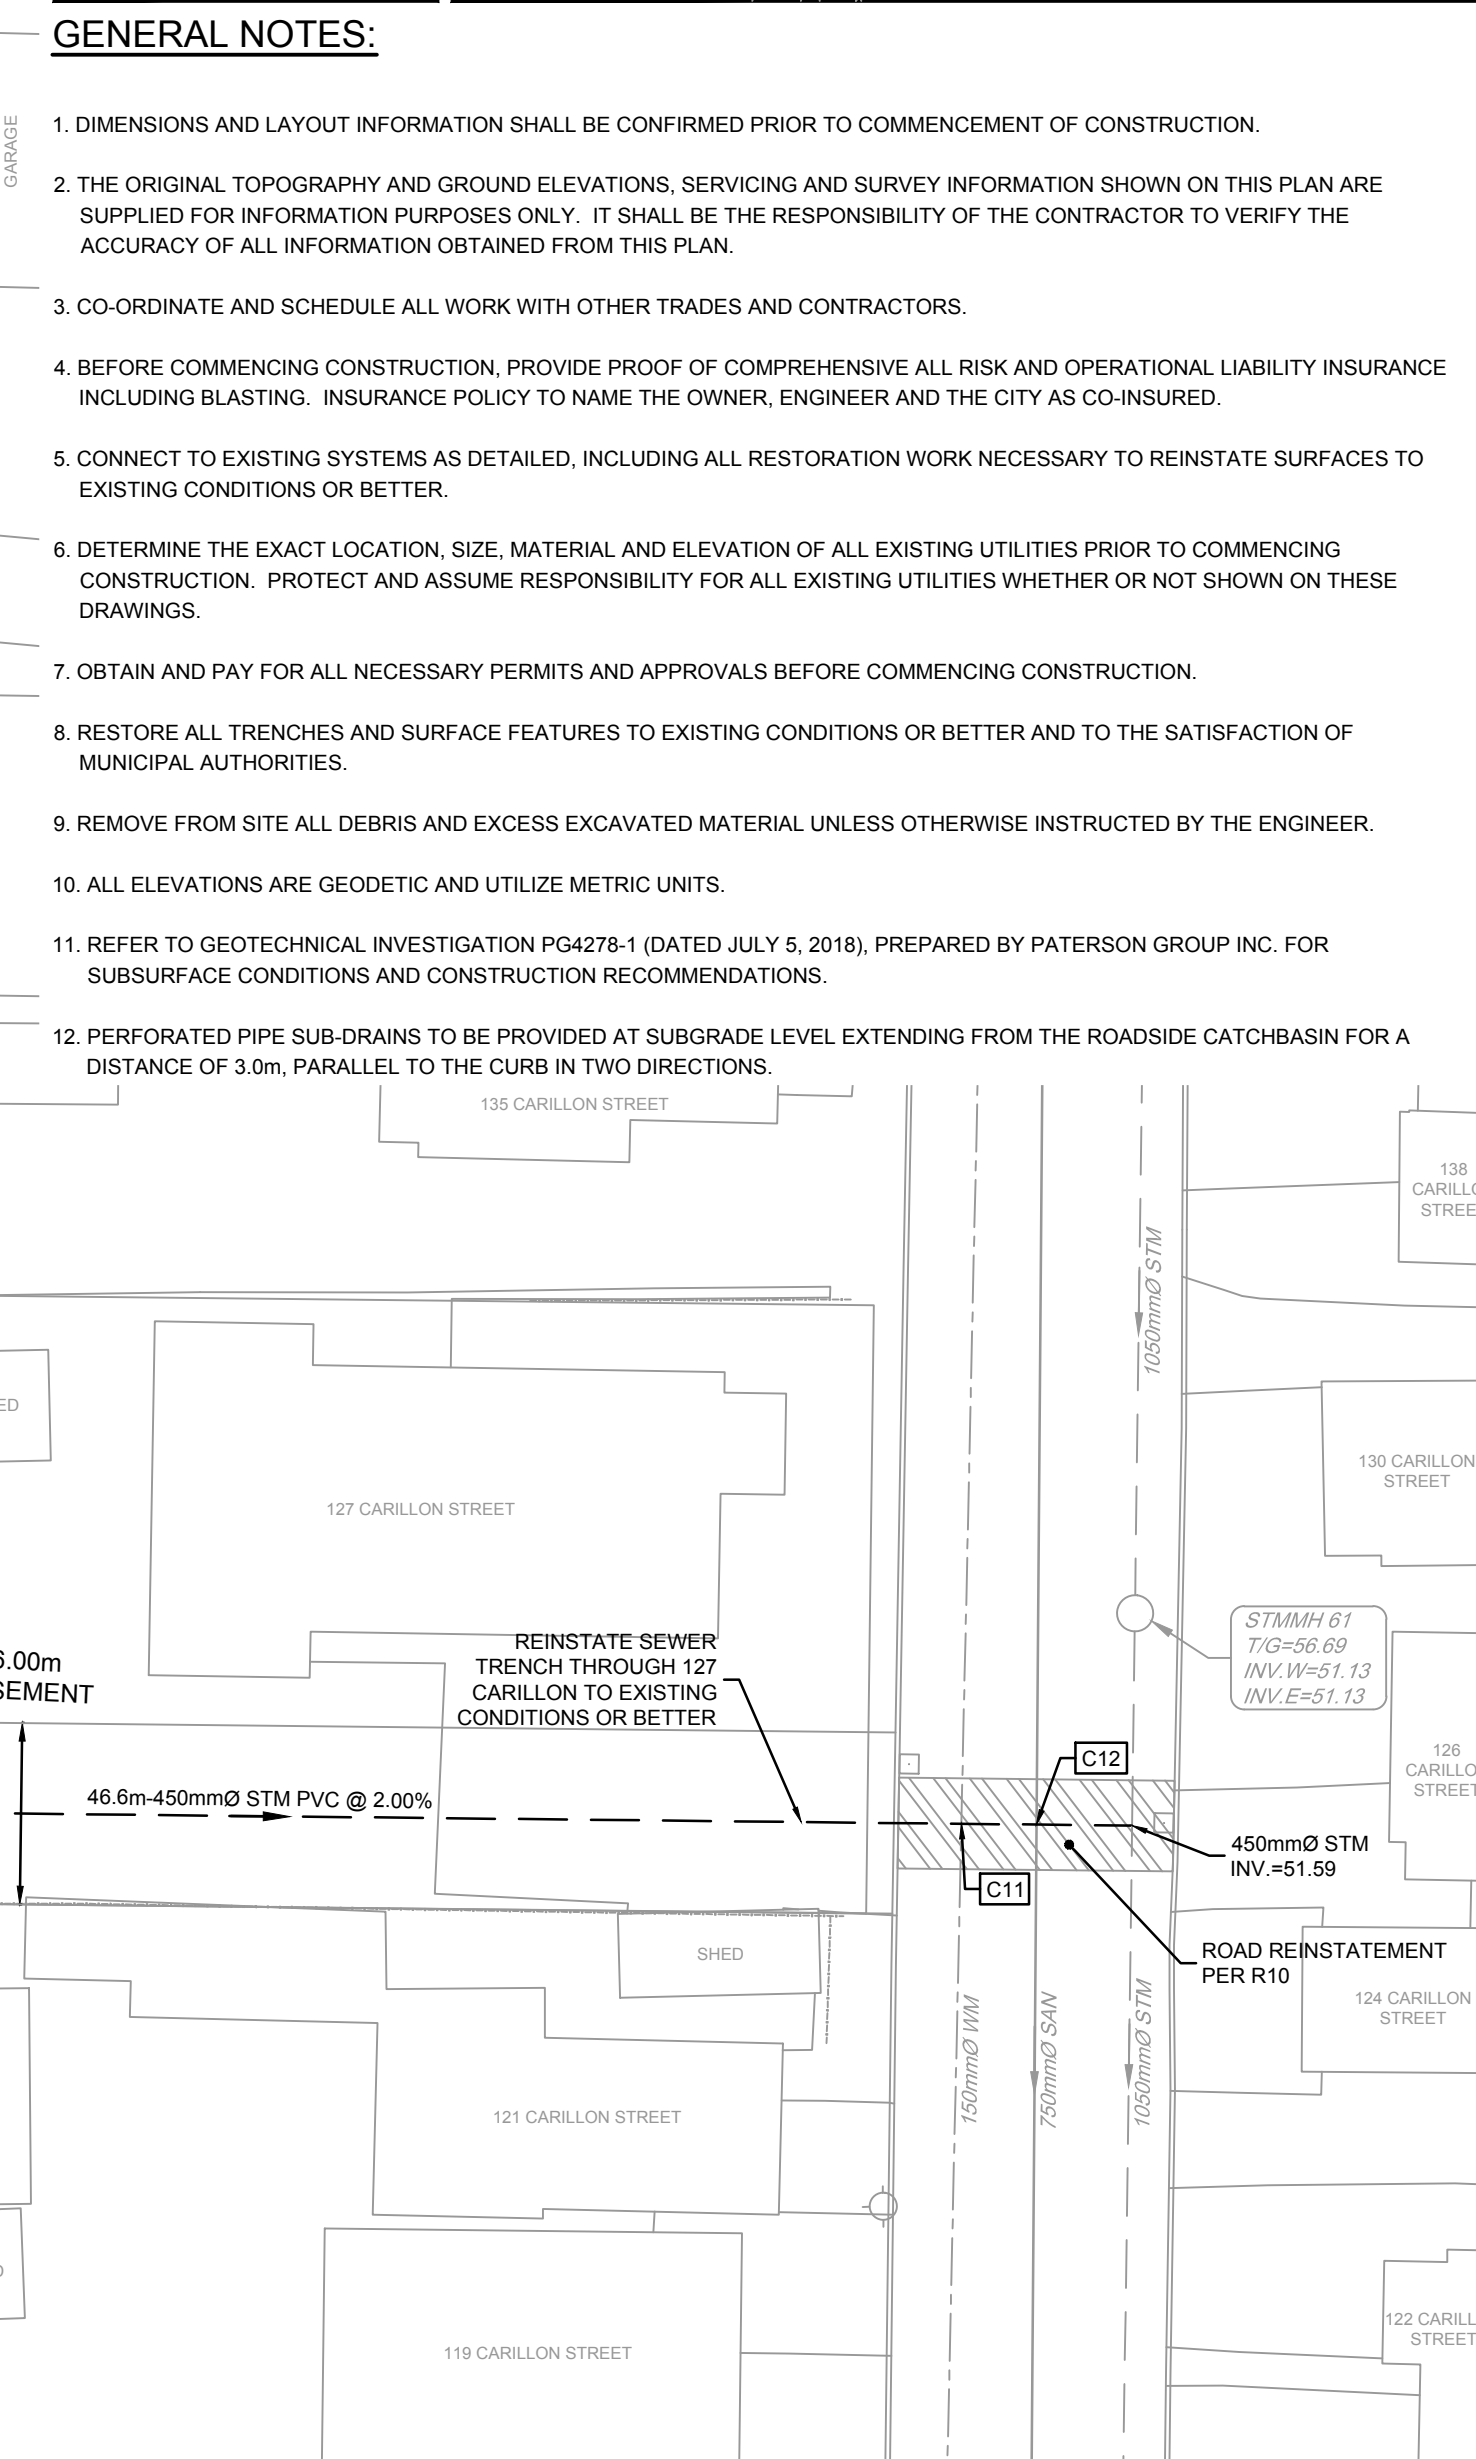 GENERAL NOTES:
GARAGE
1. DIMENSIONS AND LAYOUT INFORMATION SHALL BE CONFIRMED PRIOR TO COMMENCEMENT OF CONSTRUCTION.
2. THE ORIGINAL TOPOGRAPHY AND GROUND ELEVATIONS, SERVICING AND SURVEY INFORMATION SHOWN ON THIS PLAN ARE
SUPPLIED FOR INFORMATION PURPOSES ONLY. IT SHALL BE THE RESPONSIBILITY OF THE CONTRACTOR TO VERIFY THE
ACCURACY OF ALL INFORMATION OBTAINED FROM THIS PLAN.
3. CO-ORDINATE AND SCHEDULE ALL WORK WITH OTHER TRADES AND CONTRACTORS.
4. BEFORE COMMENCING CONSTRUCTION, PROVIDE PROOF OF COMPREHENSIVE ALL RISK AND OPERATIONAL LIABILITY INSURANCE
INCLUDING BLASTING. INSURANCE POLICY TO NAME THE OWNER, ENGINEER AND THE CITY AS CO-INSURED.
5. CONNECT TO EXISTING SYSTEMS AS DETAILED, INCLUDING ALL RESTORATION WORK NECESSARY TO REINSTATE SURFACES TO
EXISTING CONDITIONS OR BETTER.
6. DETERMINE THE EXACT LOCATION, SIZE, MATERIAL AND ELEVATION OF ALL EXISTING UTILITIES PRIOR TO COMMENCING
CONSTRUCTION. PROTECT AND ASSUME RESPONSIBILITY FOR ALL EXISTING UTILITIES WHETHER OR NOT SHOWN ON THESE
DRAWINGS.
7. OBTAIN AND PAY FOR ALL NECESSARY PERMITS AND APPROVALS BEFORE COMMENCING CONSTRUCTION.
8. RESTORE ALL TRENCHES AND SURFACE FEATURES TO EXISTING CONDITIONS OR BETTER AND TO THE SATISFACTION OF
MUNICIPAL AUTHORITIES.
9. REMOVE FROM SITE ALL DEBRIS AND EXCESS EXCAVATED MATERIAL UNLESS OTHERWISE INSTRUCTED BY THE ENGINEER.
10. ALL ELEVATIONS ARE GEODETIC AND UTILIZE METRIC UNITS.
11. REFER TO GEOTECHNICAL INVESTIGATION PG4278-1 (DATED JULY 5, 2018), PREPARED BY PATERSON GROUP INC. FOR
SUBSURFACE CONDITIONS AND CONSTRUCTION RECOMMENDATIONS.
12. PERFORATED PIPE SUB-DRAINS TO BE PROVIDED AT SUBGRADE LEVEL EXTENDING FROM THE ROADSIDE CATCHBASIN FOR A
DISTANCE OF 3.0m, PARALLEL TO THE CURB IN TWO DIRECTIONS.
135 CARILLON STREET
138
CARILLO
STREE
1050mmØ STM
ED
127 CARILLON STREET
130 CARILLON
STREET
STMMH 61
T/G=56.69
INV.W=51.13
INV.E=51.13
6.00m
SEMENT
REINSTATE SEWER
TRENCH THROUGH 127
CARILLON TO EXISTING
CONDITIONS OR BETTER
C12
126
CARILLO
STREET
46.6m-450mmØ STM PVC @ 2.00%
450mmØ STM
INV.=51.59
C11
SHED
ROAD REINSTATEMENT
PER R10
124 CARILLON
STREET
150mmØ WM
750mmØ SAN
1050mmØ STM
121 CARILLON STREET
119 CARILLON STREET
122 CARILL
STREET